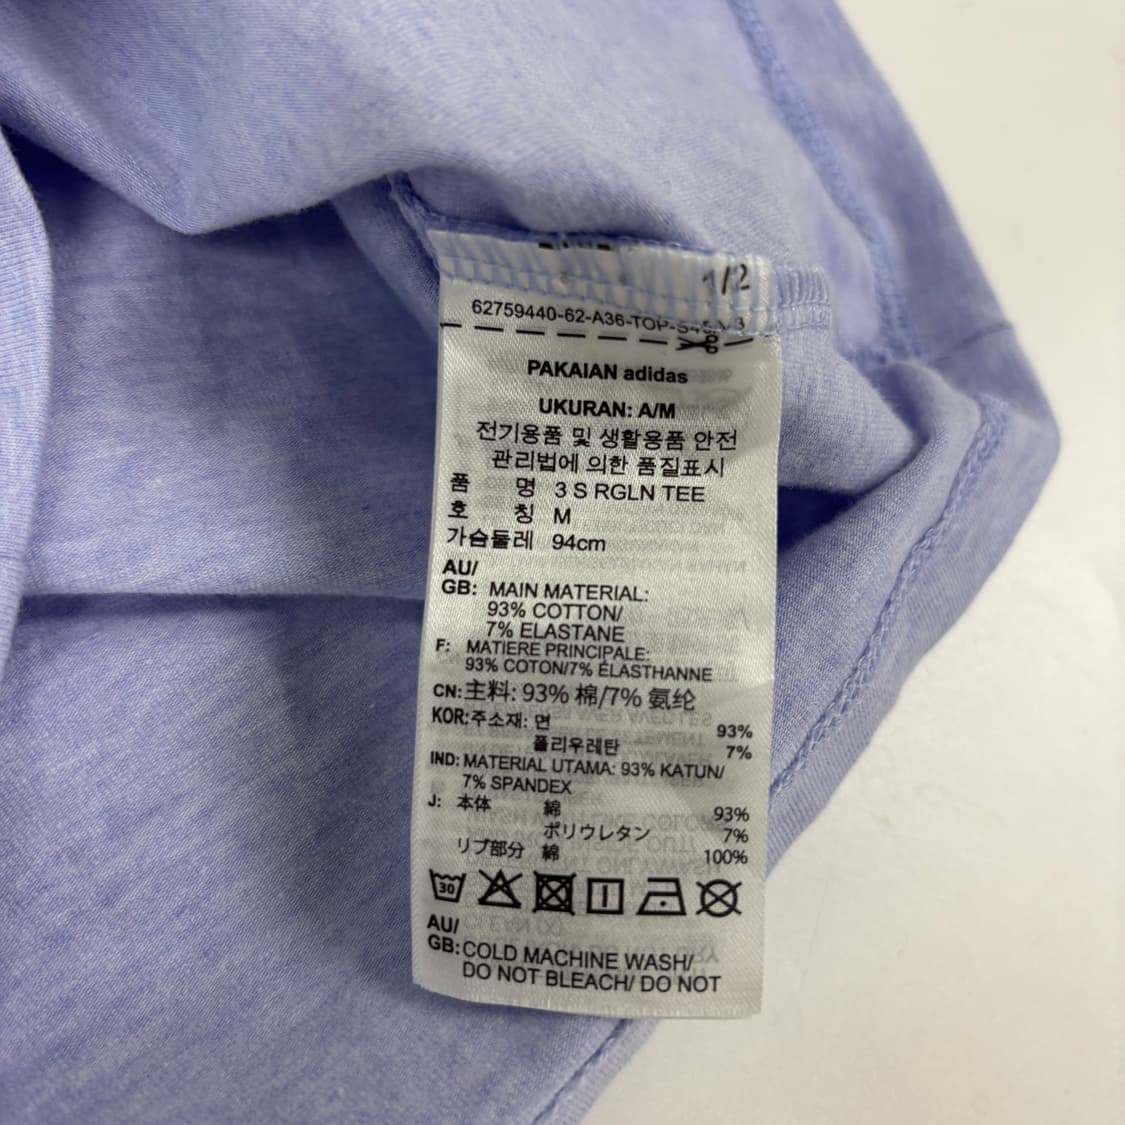 1/2
62759440-62-A36-TOP-
PAKAIAN adidas
UKURAN: A/M
전기용품 및 생활용품 안전
관리법에 의한 품질표시
품 명 3 S RGLN TEE
호 칭 M
가슴둘레 94cm
AU/
GB: MAIN MATERIAL:
93% COTTON/
7% ELASTANE
F: MATIERE PRINCIPALE:
93% COTON/7% ÉLASTHANNE
CN: 主料: 93% 棉/7% 氨纶
KOR: 주소재: 면 93%
폴리우레탄 7%
IND: MATERIAL UTAMA: 93% KATUN/
7% SPANDEX
J: 本体 綿 93%
ポリウレタン 7%
リブ部分 綿 100%
30
AU/
GB: COLD MACHINE WASH/
DO NOT BLEACH/ DO NOT